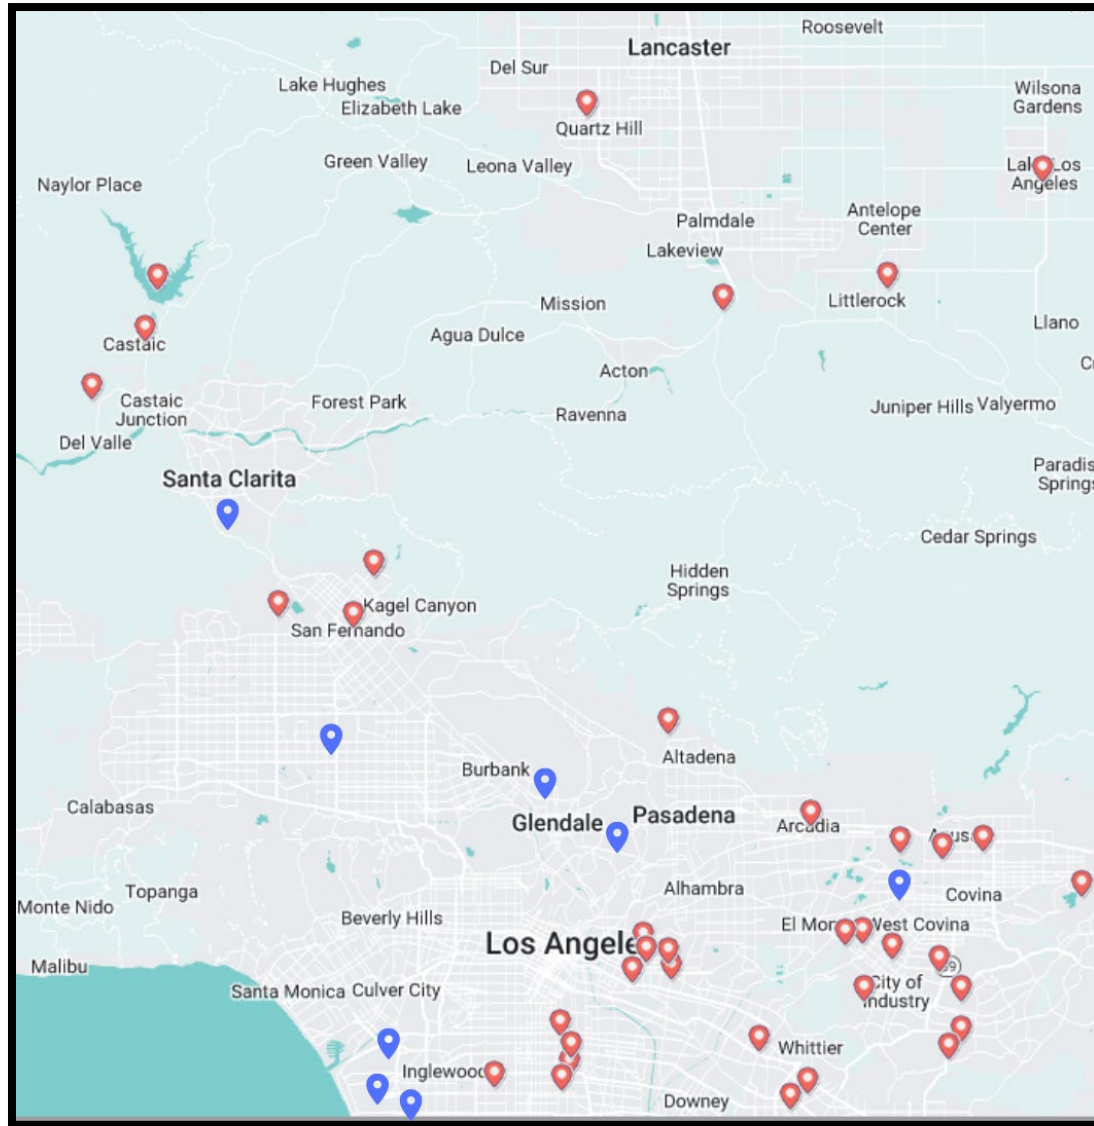 Roosevelt
Lancaster
Del Sur
Lake Hughes
Wilsona
Gardens
Elizabeth Lake
Quartz Hill
Green Valley
Leona Valley
Angeles
Naylor Place
Antelope
Center
Palmdale
Lakeview
Mission
Littlerock
Llano
Agua Dulce
Castaic
Acton
Castaic
Junction
Forest Park
Ravenna
Juniper Hills
Valyermo
Del Valle
Santa Clarita
Springs
Cedar Springs
Hidden
Springs
Kagel Canyon
San Fernando
Altadena
Burbank
Calabasas
Glendale
Pasadena
Arcadia
Topanga
Alhambra
Covina
Monte Nido
Beverly Hills
El Mon
West Covina
Los Angele
Malibu
City of
Industry
Santa Monica
Culver City
Whittier
Inglewood
Downey